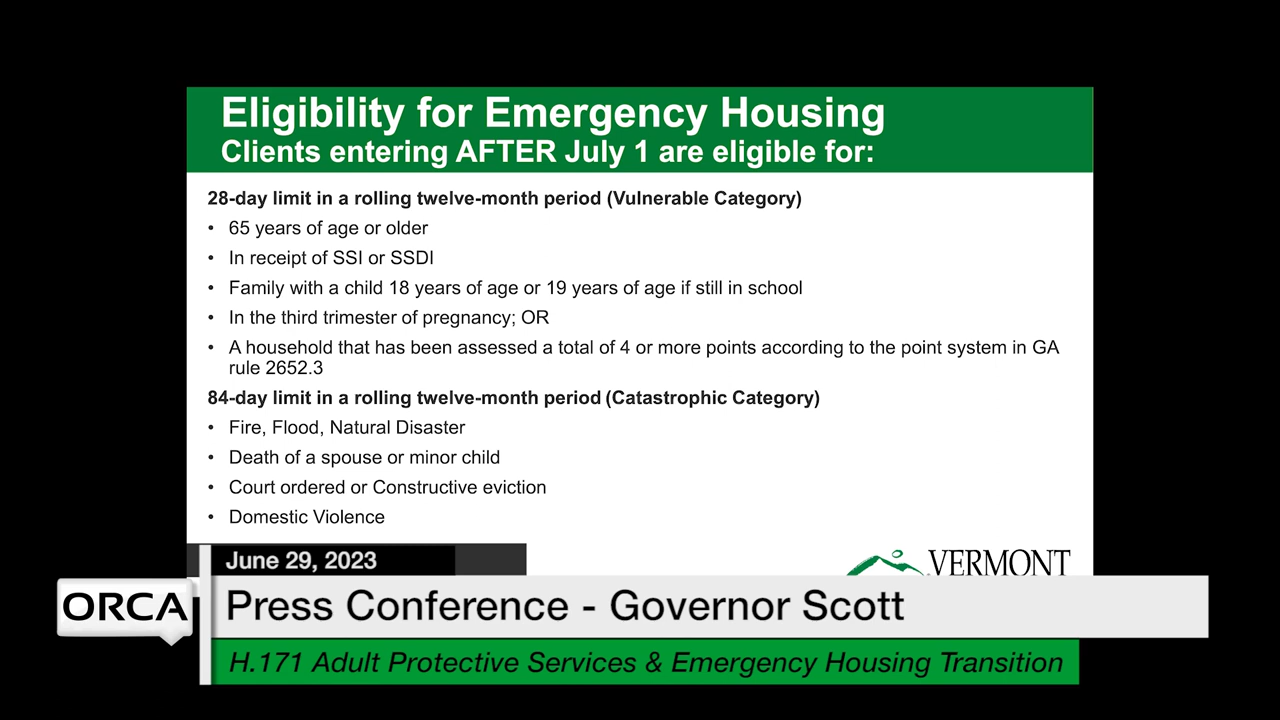 Eligibility for Emergency Housing
Clients entering AFTER July 1 are eligible for:
28-day limit in a rolling twelve-month period (Vulnerable Category)
• 65 years of age or older
• In receipt of SSI or SSDI
• Family with a child 18 years of age or 19 years of age if still in school
• In the third trimester of pregnancy; OR
• A household that has been assessed a total of 4 or more points according to the point system in GA
rule 2652.3
84-day limit in a rolling twelve-month period (Catastrophic Category)
• Fire, Flood, Natural Disaster
• Death of a spouse or minor child
• Court ordered or Constructive eviction
• Domestic Violence
VERMONT
June 29, 2023
ORCA
Press Conference - Governor Scott
H.171 Adult Protective Services & Emergency Housing Transition